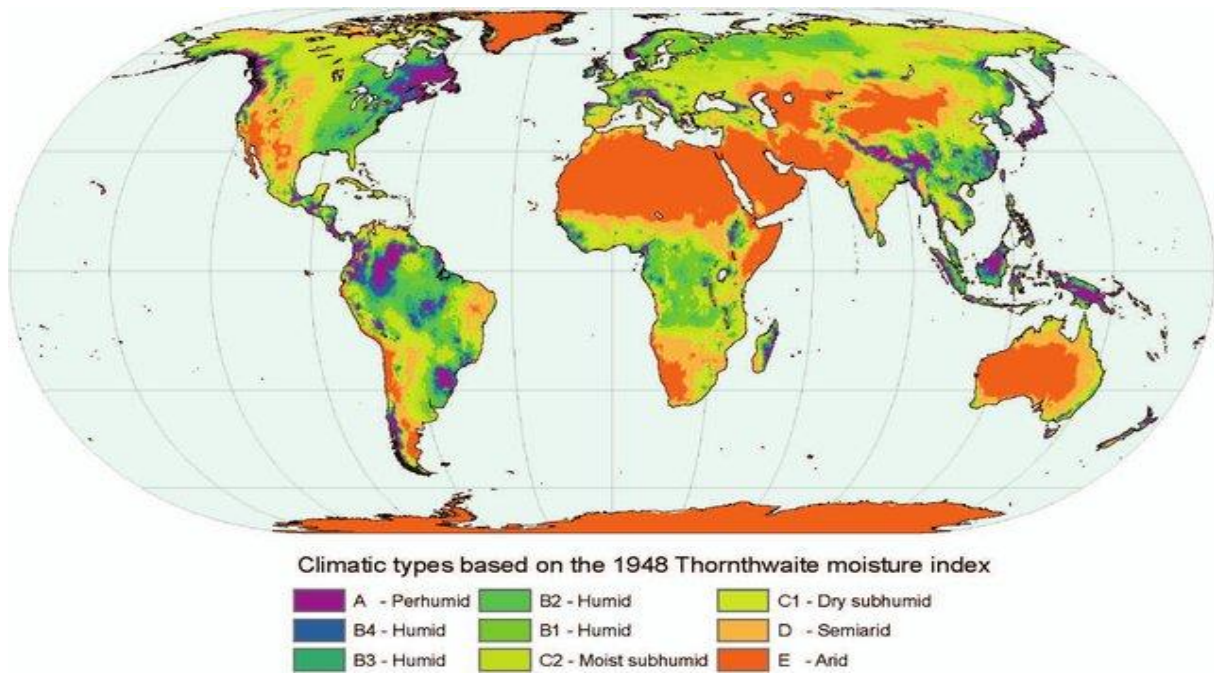 Climatic types based on the 1948 Thornthwaite moisture index
A - Perhumid B2 - Humid C1 - Dry subhumid
B4 - Humid B1 - Humid D - Semiarid
B3 - Humid C2 - Moist subhumid E - Arid